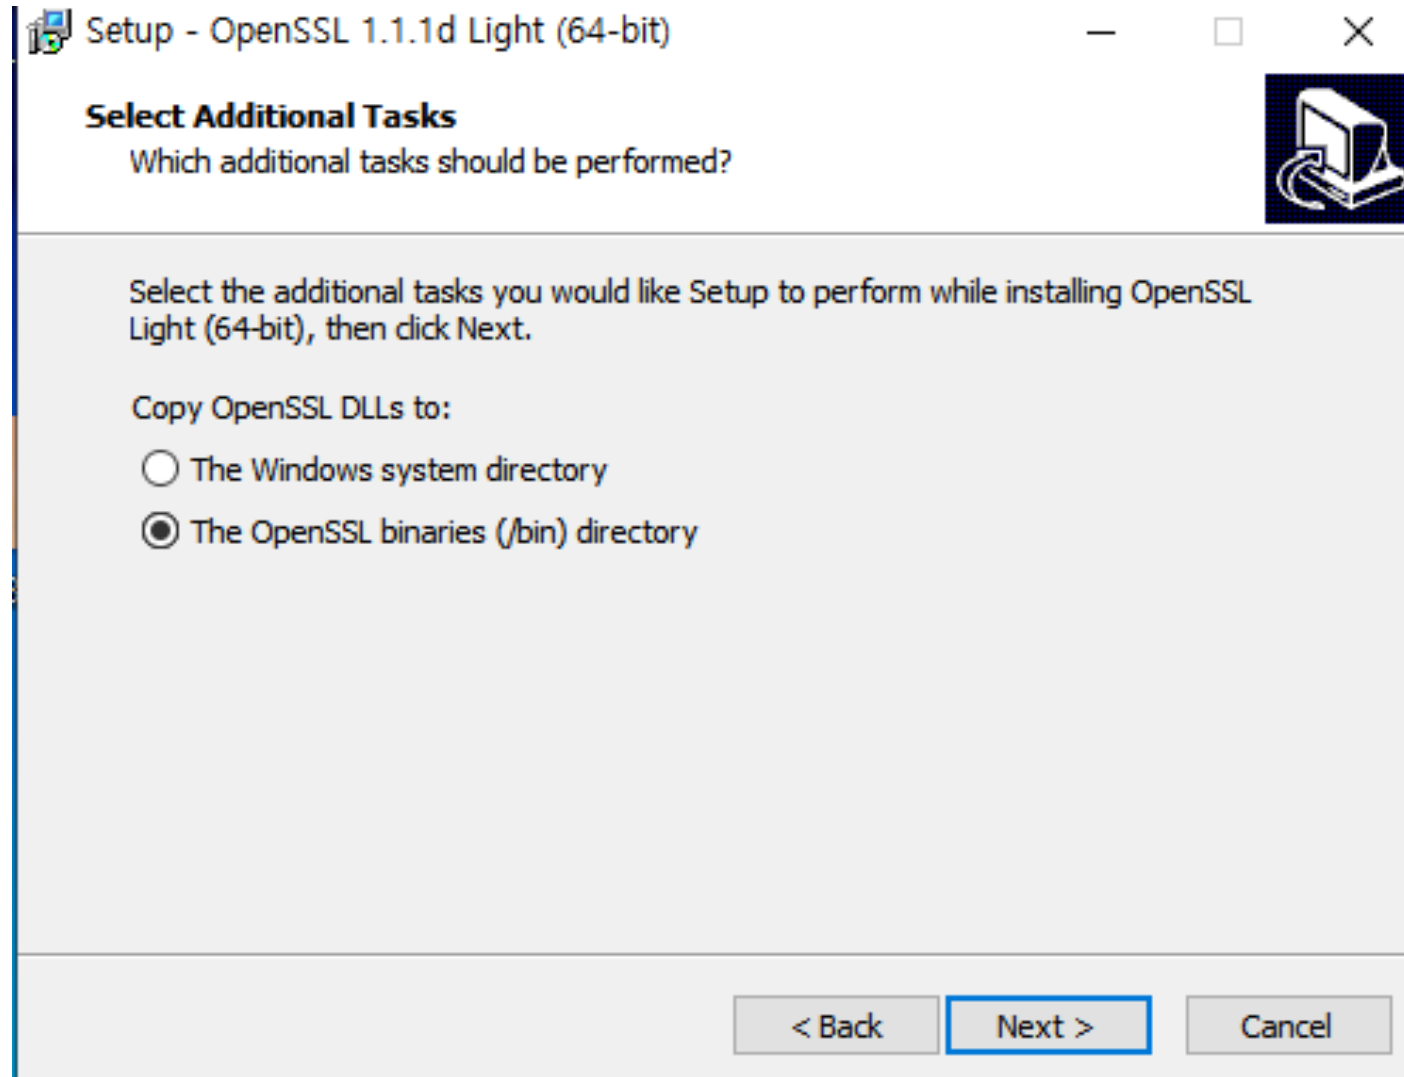 Setup - OpenSSL 1.1.1d Light (64-bit)
Select Additional Tasks
Which additional tasks should be performed?
Select the additional tasks you would like Setup to perform while installing OpenSSL
Light (64-bit), then click Next.
Copy OpenSSL DLLs to:
The Windows system directory
The OpenSSL binaries (/bin) directory
< Back
Next >
Cancel